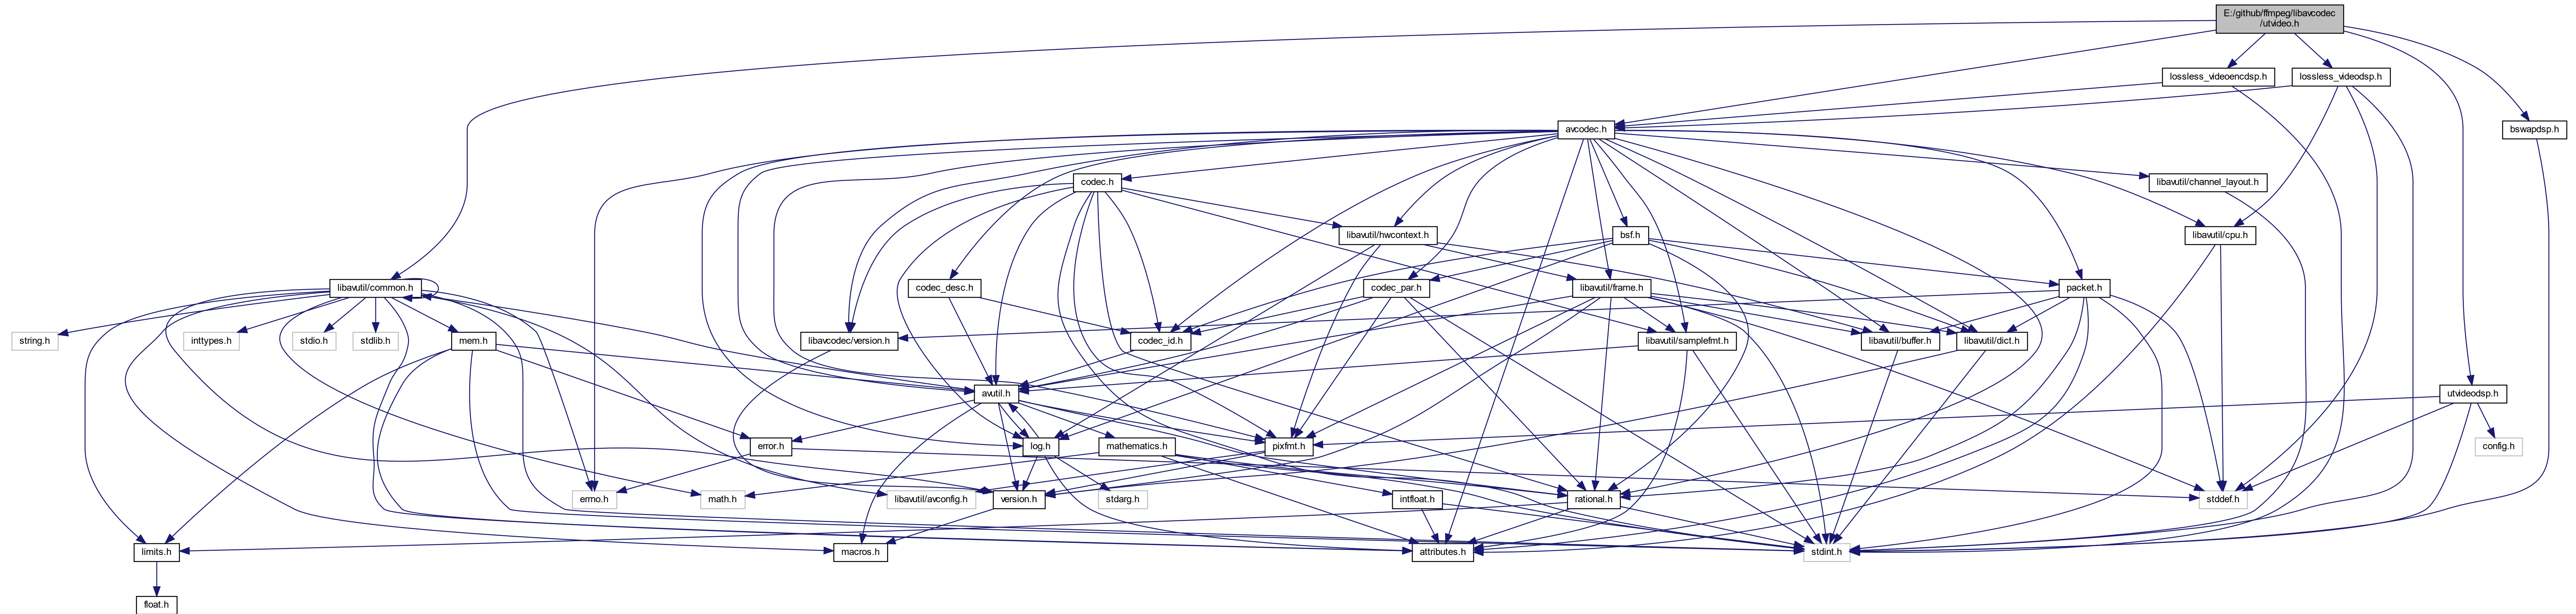 E:/github/ffmpeg/libavcodec
/utvideo.h
lossless_videoencdsp.h
lossless_videodsp.h
avcodec.h
bswapdsp.h
codec.h
libavutil/channel_layout.h
libavutil/hwcontext.h
bsf.h
libavutil/cpu.h
libavutil/common.h
codec_desc.h
codec_par.h
libavutil/frame.h
packet.h
string.h
inttypes.h
stdio.h
stdlib.h
mem.h
libavcodec/version.h
codec_id.h
libavutil/samplefmt.h
libavutil/buffer.h
libavutil/dict.h
avutil.h
utvideodsp.h
error.h
log.h
mathematics.h
pixfmt.h
config.h
errno.h
math.h
libavutil/avconfig.h
version.h
stdarg.h
intfloat.h
rational.h
stddef.h
limits.h
macros.h
attributes.h
stdint.h
float.h